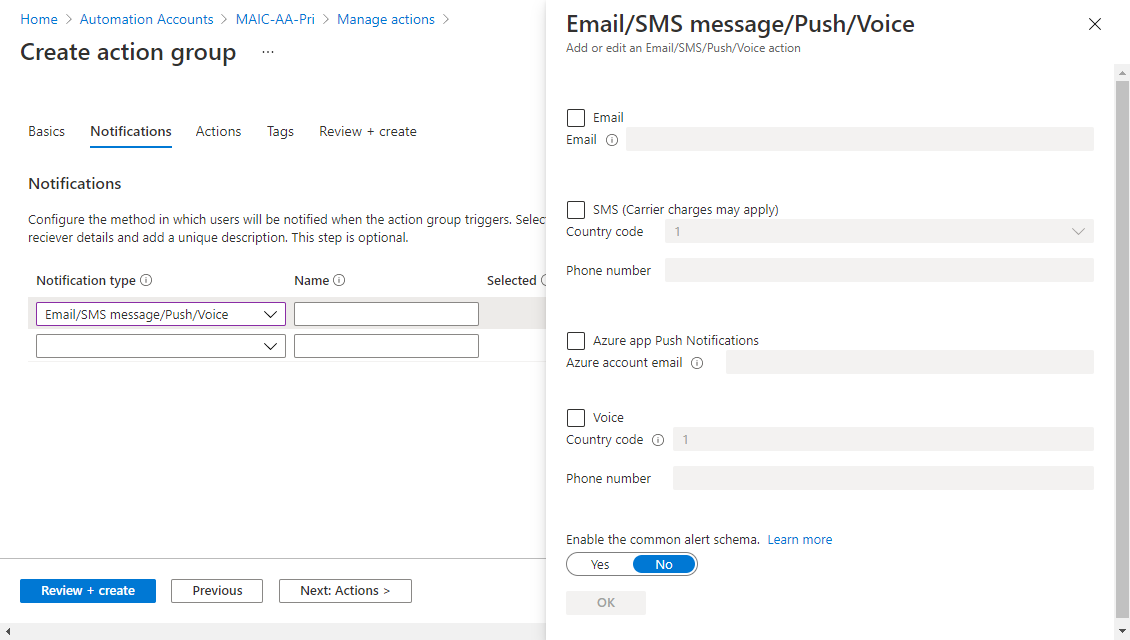 Home > Automation Accounts > MAIC-AA-Pri > Manage actions >
Create action group ...
Basics Notifications Actions Tags Review + create
Notifications
Configure the method in which users will be notified when the action group triggers. Selec
reciever details and add a unique description. This step is optional.
Notification type Name Selected
Email/SMS message/Push/Voice
Review + create Previous Next: Actions >
Email/SMS message/Push/Voice
Add or edit an Email/SMS/Push/Voice action
Email
Email
SMS (Carrier charges may apply)
Country code 1
Phone number
Azure app Push Notifications
Azure account email
Voice
Country code 1
Phone number
Enable the common alert schema. Learn more
Yes No
OK